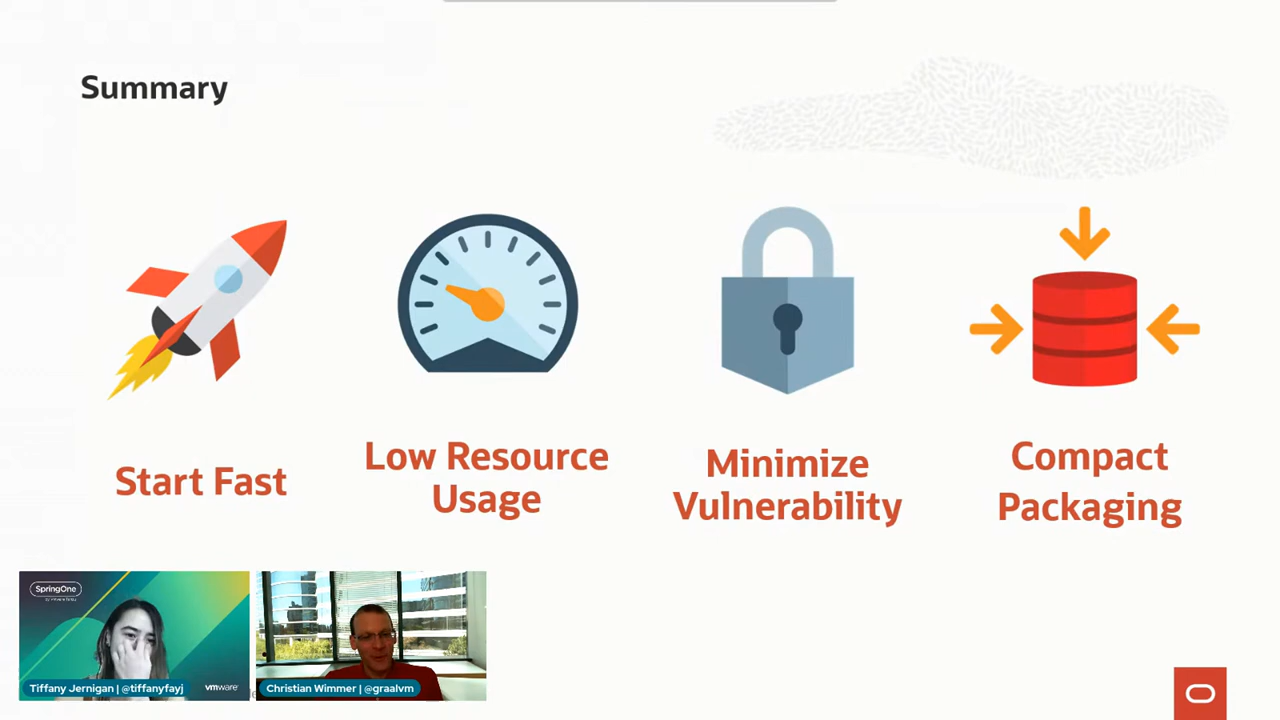 Summary
Start Fast
Low Resource
Usage
Minimize
Vulnerability
Compact
Packaging
SpringOne
Tiffany Jernigan | @tiffanyfayj
vmware
Christian Wimmer | @graalvm